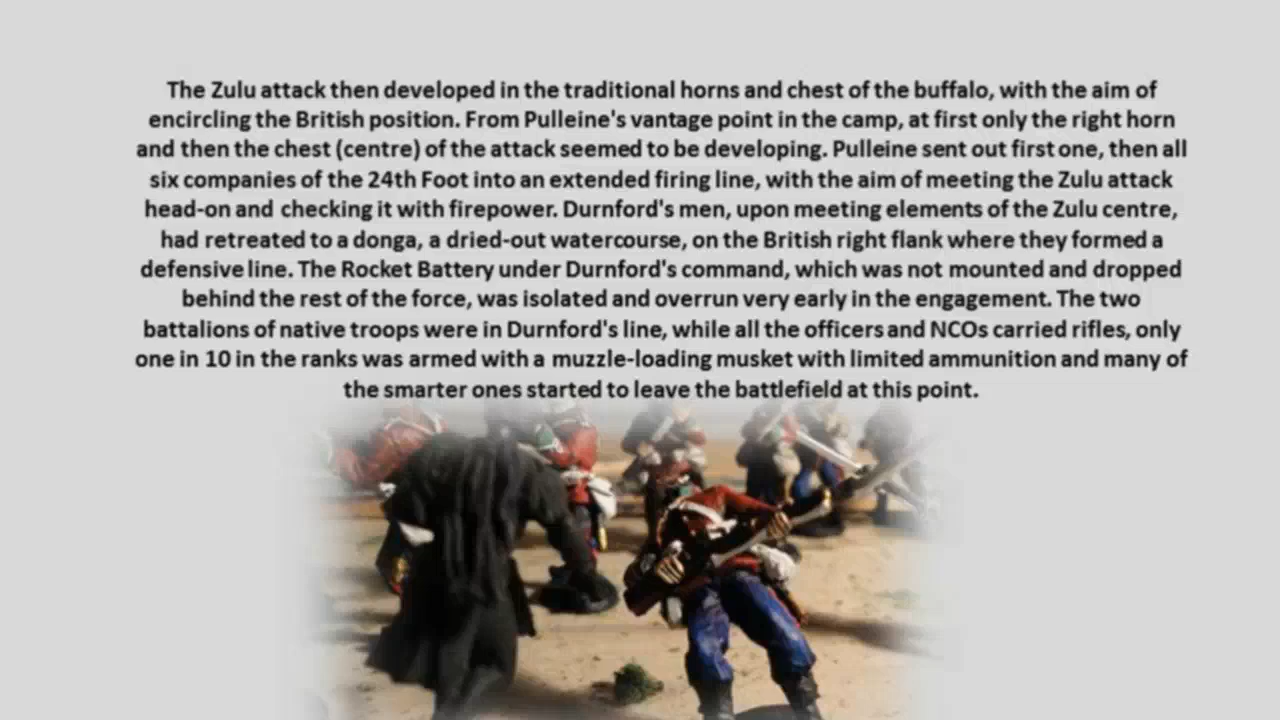 The Zulu attack then developed in the traditional horns and chest of the buffalo, with the aim of
encircling the British position. From Pulleine's vantage point in the camp, at first only the right horn
and then the chest (centre) of the attack seemed to be developing. Pulleine sent out first one, then all
six companies of the 24th Foot into an extended firing line, with the aim of meeting the Zulu attack
head-on and checking it with firepower. Durnford's men, upon meeting elements of the Zulu centre,
had retreated to a donga, a dried-out watercourse, on the British right flank where they formed a
defensive line. The Rocket Battery under Durnford's command, which was not mounted and dropped
behind the rest of the force, was isolated and overrun very early in the engagement. The two
battalions of native troops were in Durnford's line, while all the officers and NCOs carried rifles, only
one in 10 in the ranks was armed with a muzzle-loading musket with limited ammunition and many of
the smarter ones started to leave the battlefield at this point.